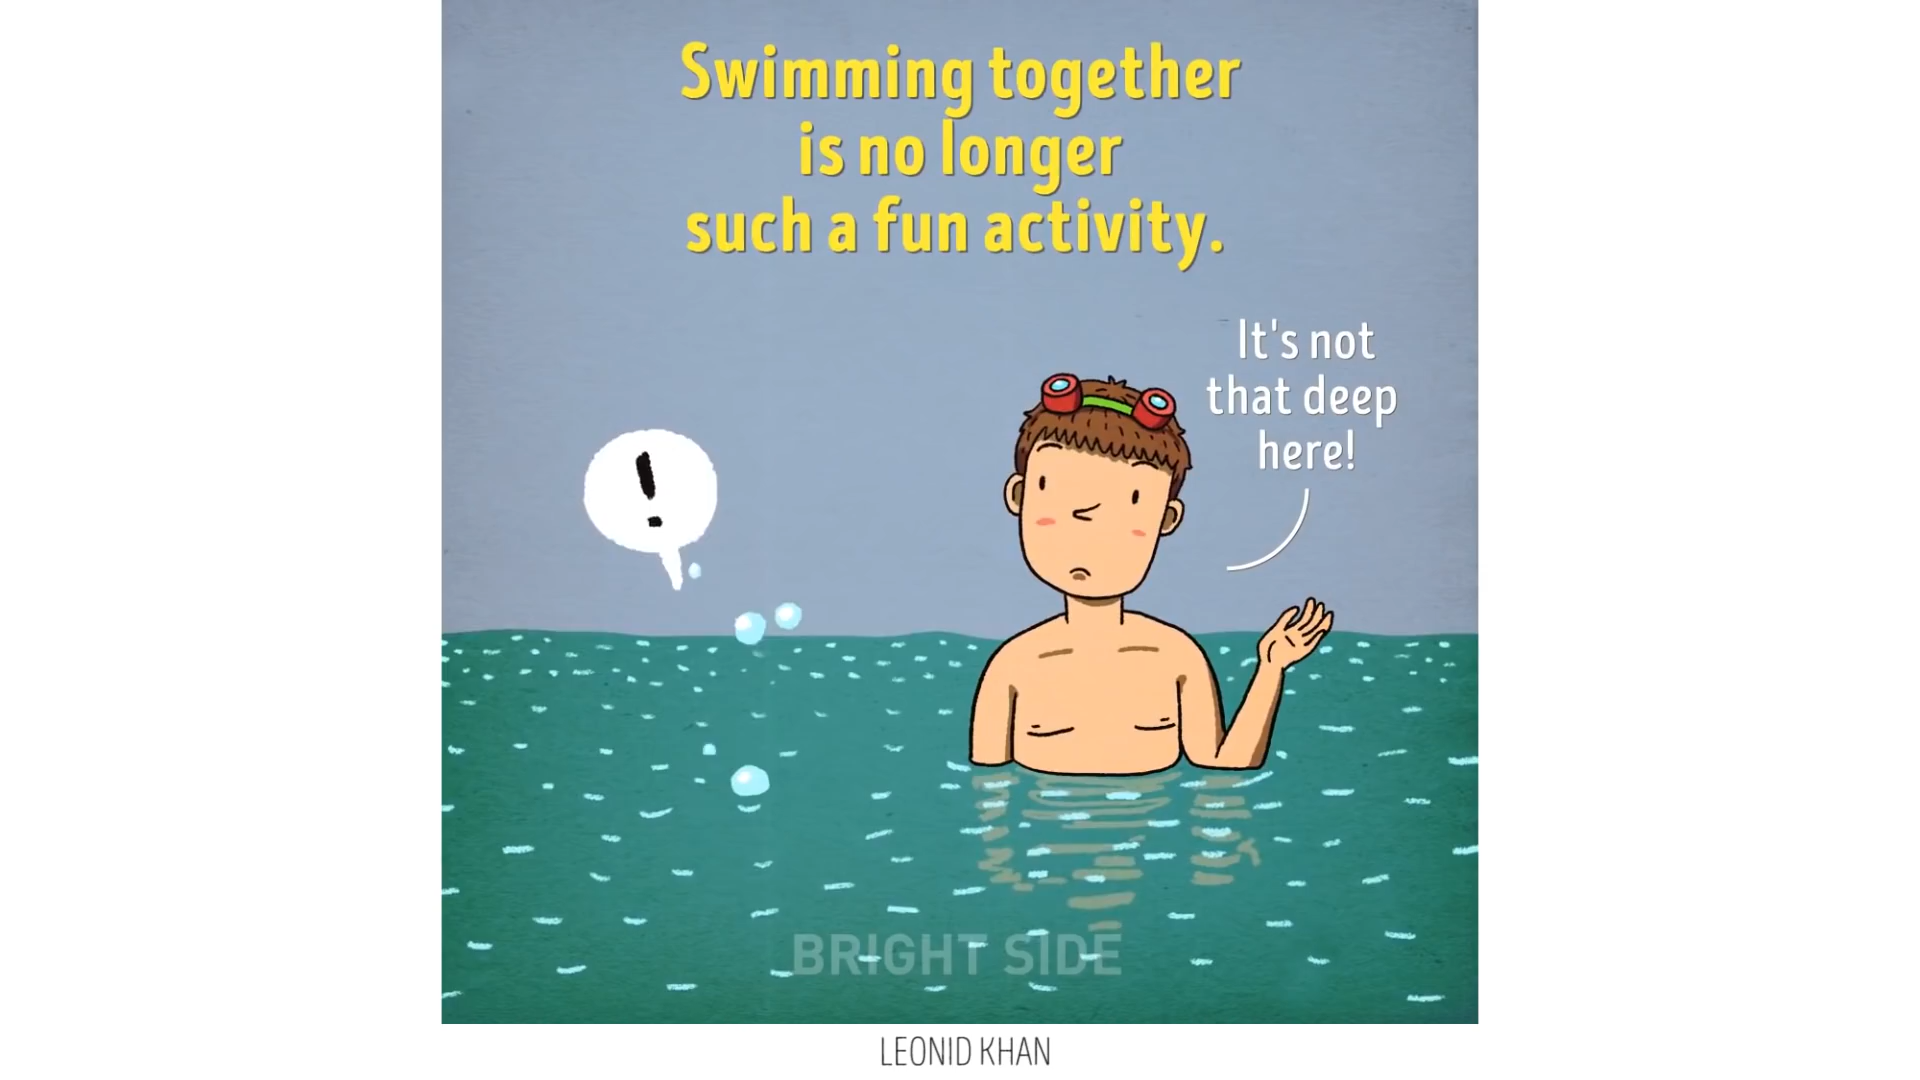 Swimming together
is no longer
such a fun activity.
It's not
that deep
here!
!
BRIGHT SIDE
LEONID KHAN